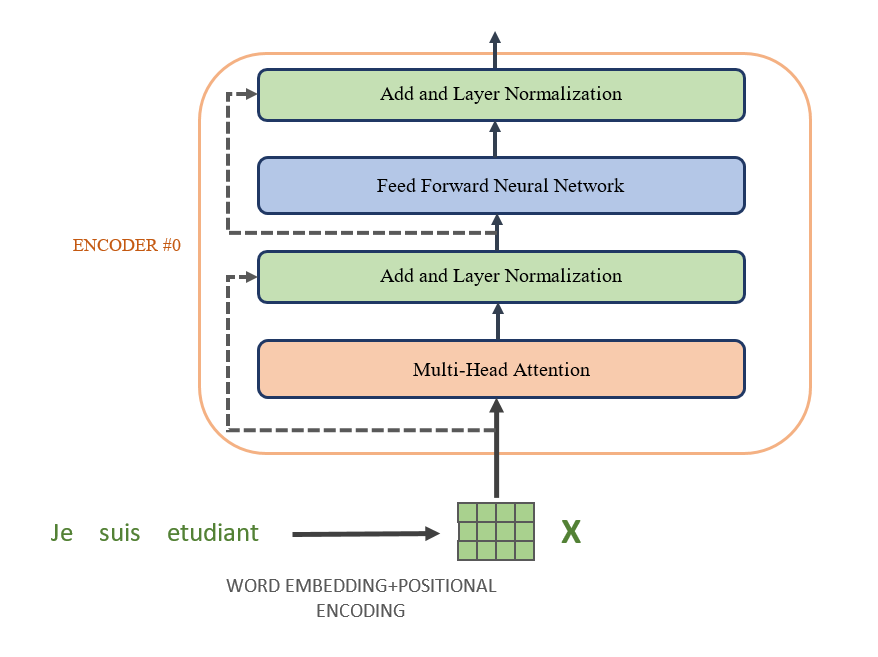 Add and Layer Normalization
Feed Forward Neural Network
ENCODER #0
Add and Layer Normalization
Multi-Head Attention
Je suis etudiant
X
WORD EMBEDDING+POSITIONAL
ENCODING